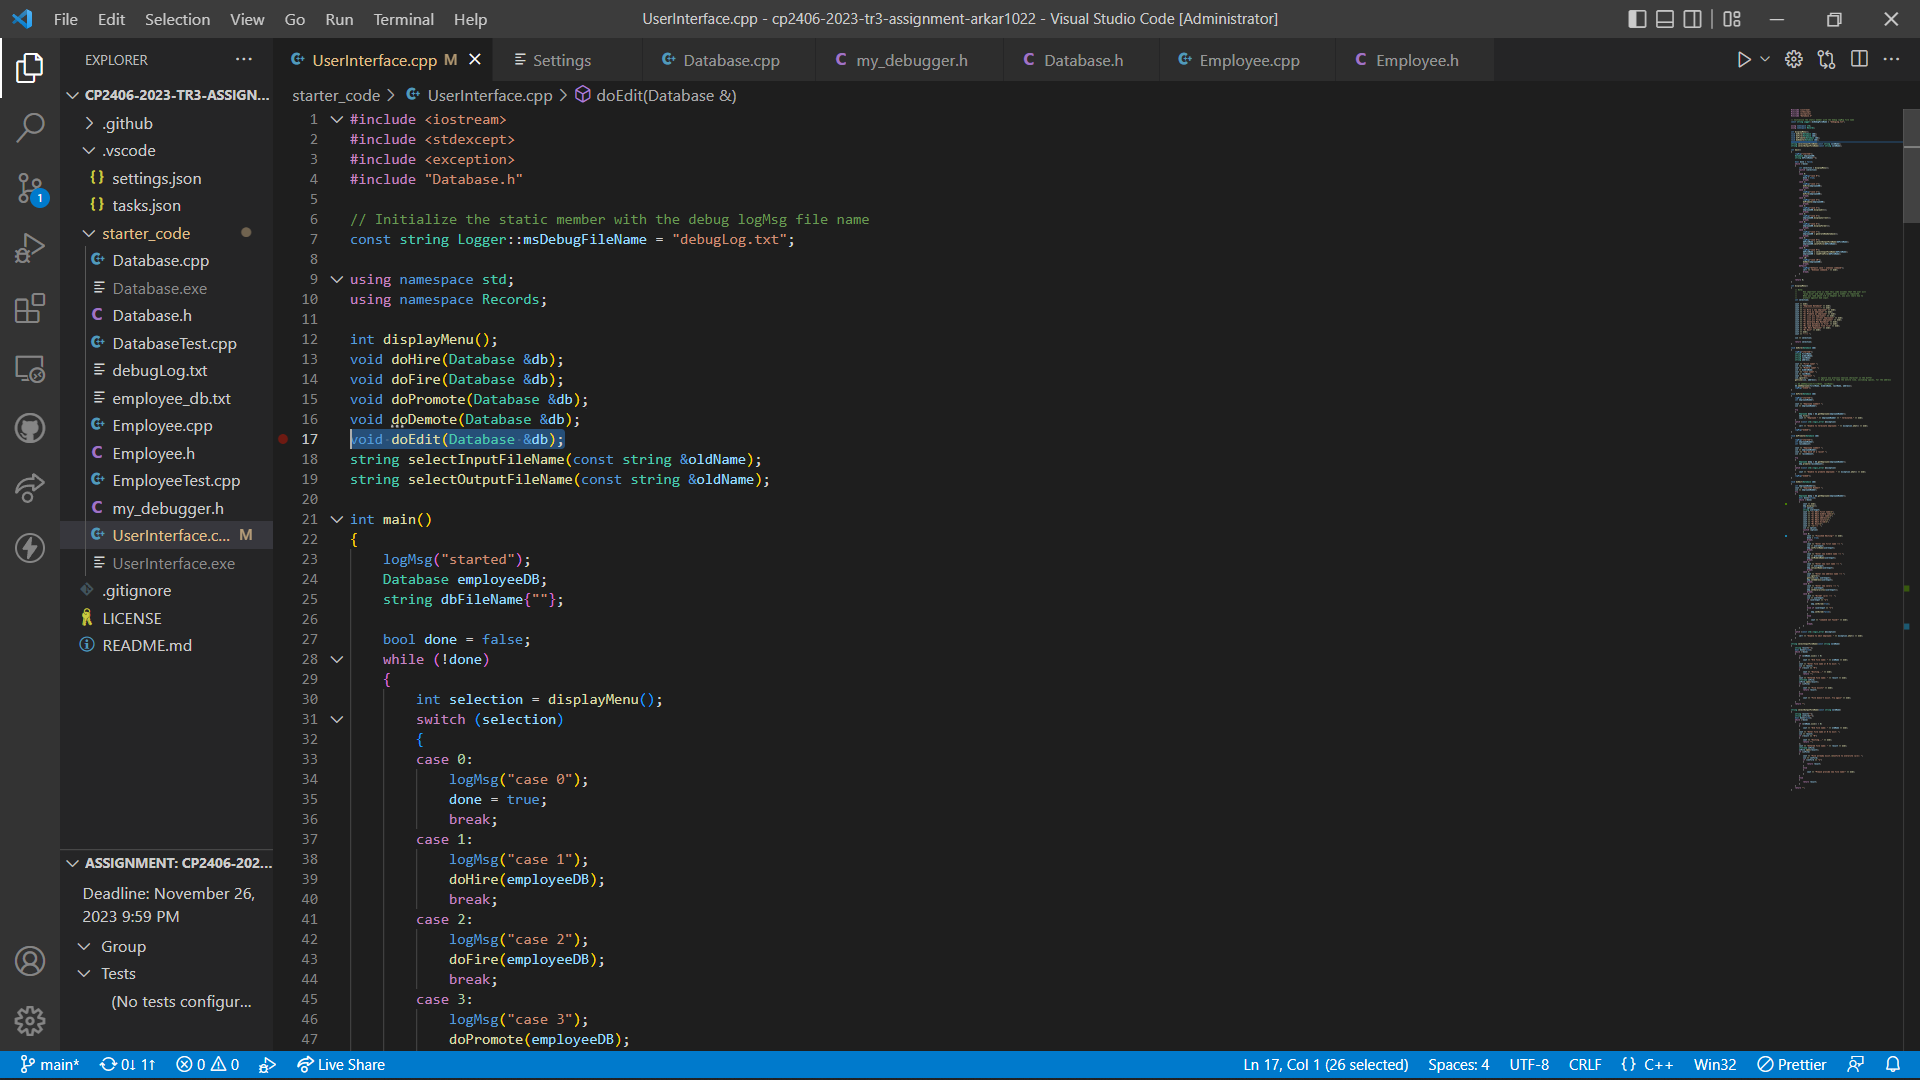 File Edit Selection View Go Run Terminal Help
UserInterface.cpp - cp2406-2023-tr3-assignment-arkar1022 - Visual Studio Code [Administrator]
EXPLORER
UserInterface.cpp M
Settings
Database.cpp
my_debugger.h
Database.h
Employee.cpp
Employee.h
CP2406-2023-TR3-ASSIGN...
.github
.vscode
settings.json
tasks.json
starter_code
Database.cpp
Database.exe
Database.h
DatabaseTest.cpp
debugLog.txt
employee_db.txt
Employee.cpp
Employee.h
EmployeeTest.cpp
my_debugger.h
UserInterface.c... M
UserInterface.exe
.gitignore
LICENSE
README.md
1
ASSIGNMENT: CP2406-202...
Deadline: November 26,
2023 9:59 PM
Group
Tests
(No tests configur...
starter_code > UserInterface.cpp > doEdit(Database &)
1 #include <iostream>
2 #include <stdexcept>
3 #include <exception>
4 #include "Database.h"
5
6 // Initialize the static member with the debug logMsg file name
7 const string Logger::msDebugFileName = "debugLog.txt";
8
9 using namespace std;
10 using namespace Records;
11
12 int displayMenu();
13 void doHire(Database &db);
14 void doFire(Database &db);
15 void doPromote(Database &db);
16 void doDemote(Database &db);
17 void doEdit(Database &db);
18 string selectInputFileName(const string &oldName);
19 string selectOutputFileName(const string &oldName);
20
21 int main()
22 {
23 logMsg("started");
24 Database employeeDB;
25 string dbFileName{""};
26
27 bool done = false;
28 while (!done)
29 {
30 int selection = displayMenu();
31 switch (selection)
32 {
33 case 0:
34 logMsg("case 0");
35 done = true;
36 break;
37 case 1:
38 logMsg("case 1");
39 doHire(employeeDB);
40 break;
41 case 2:
42 logMsg("case 2");
43 doFire(employeeDB);
44 break;
45 case 3:
46 logMsg("case 3");
47 doPromote(employeeDB);
main* 0↓ 1↑ 0 0 Live Share
Ln 17, Col 1 (26 selected) Spaces: 4 UTF-8 CRLF {} C++ Win32 Prettier